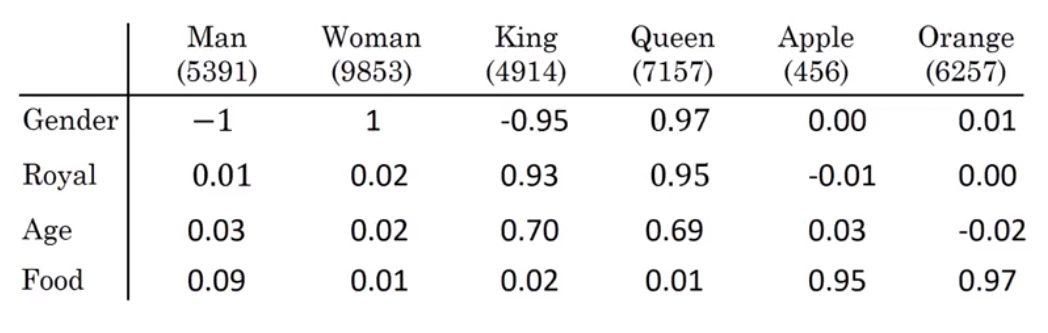 Man Woman King Queen Apple Orange
(5391) (9853) (4914) (7157) (456) (6257)
Gender −1 1 -0.95 0.97 0.00 0.01
Royal 0.01 0.02 0.93 0.95 -0.01 0.00
Age 0.03 0.02 0.70 0.69 0.03 -0.02
Food 0.09 0.01 0.02 0.01 0.95 0.97